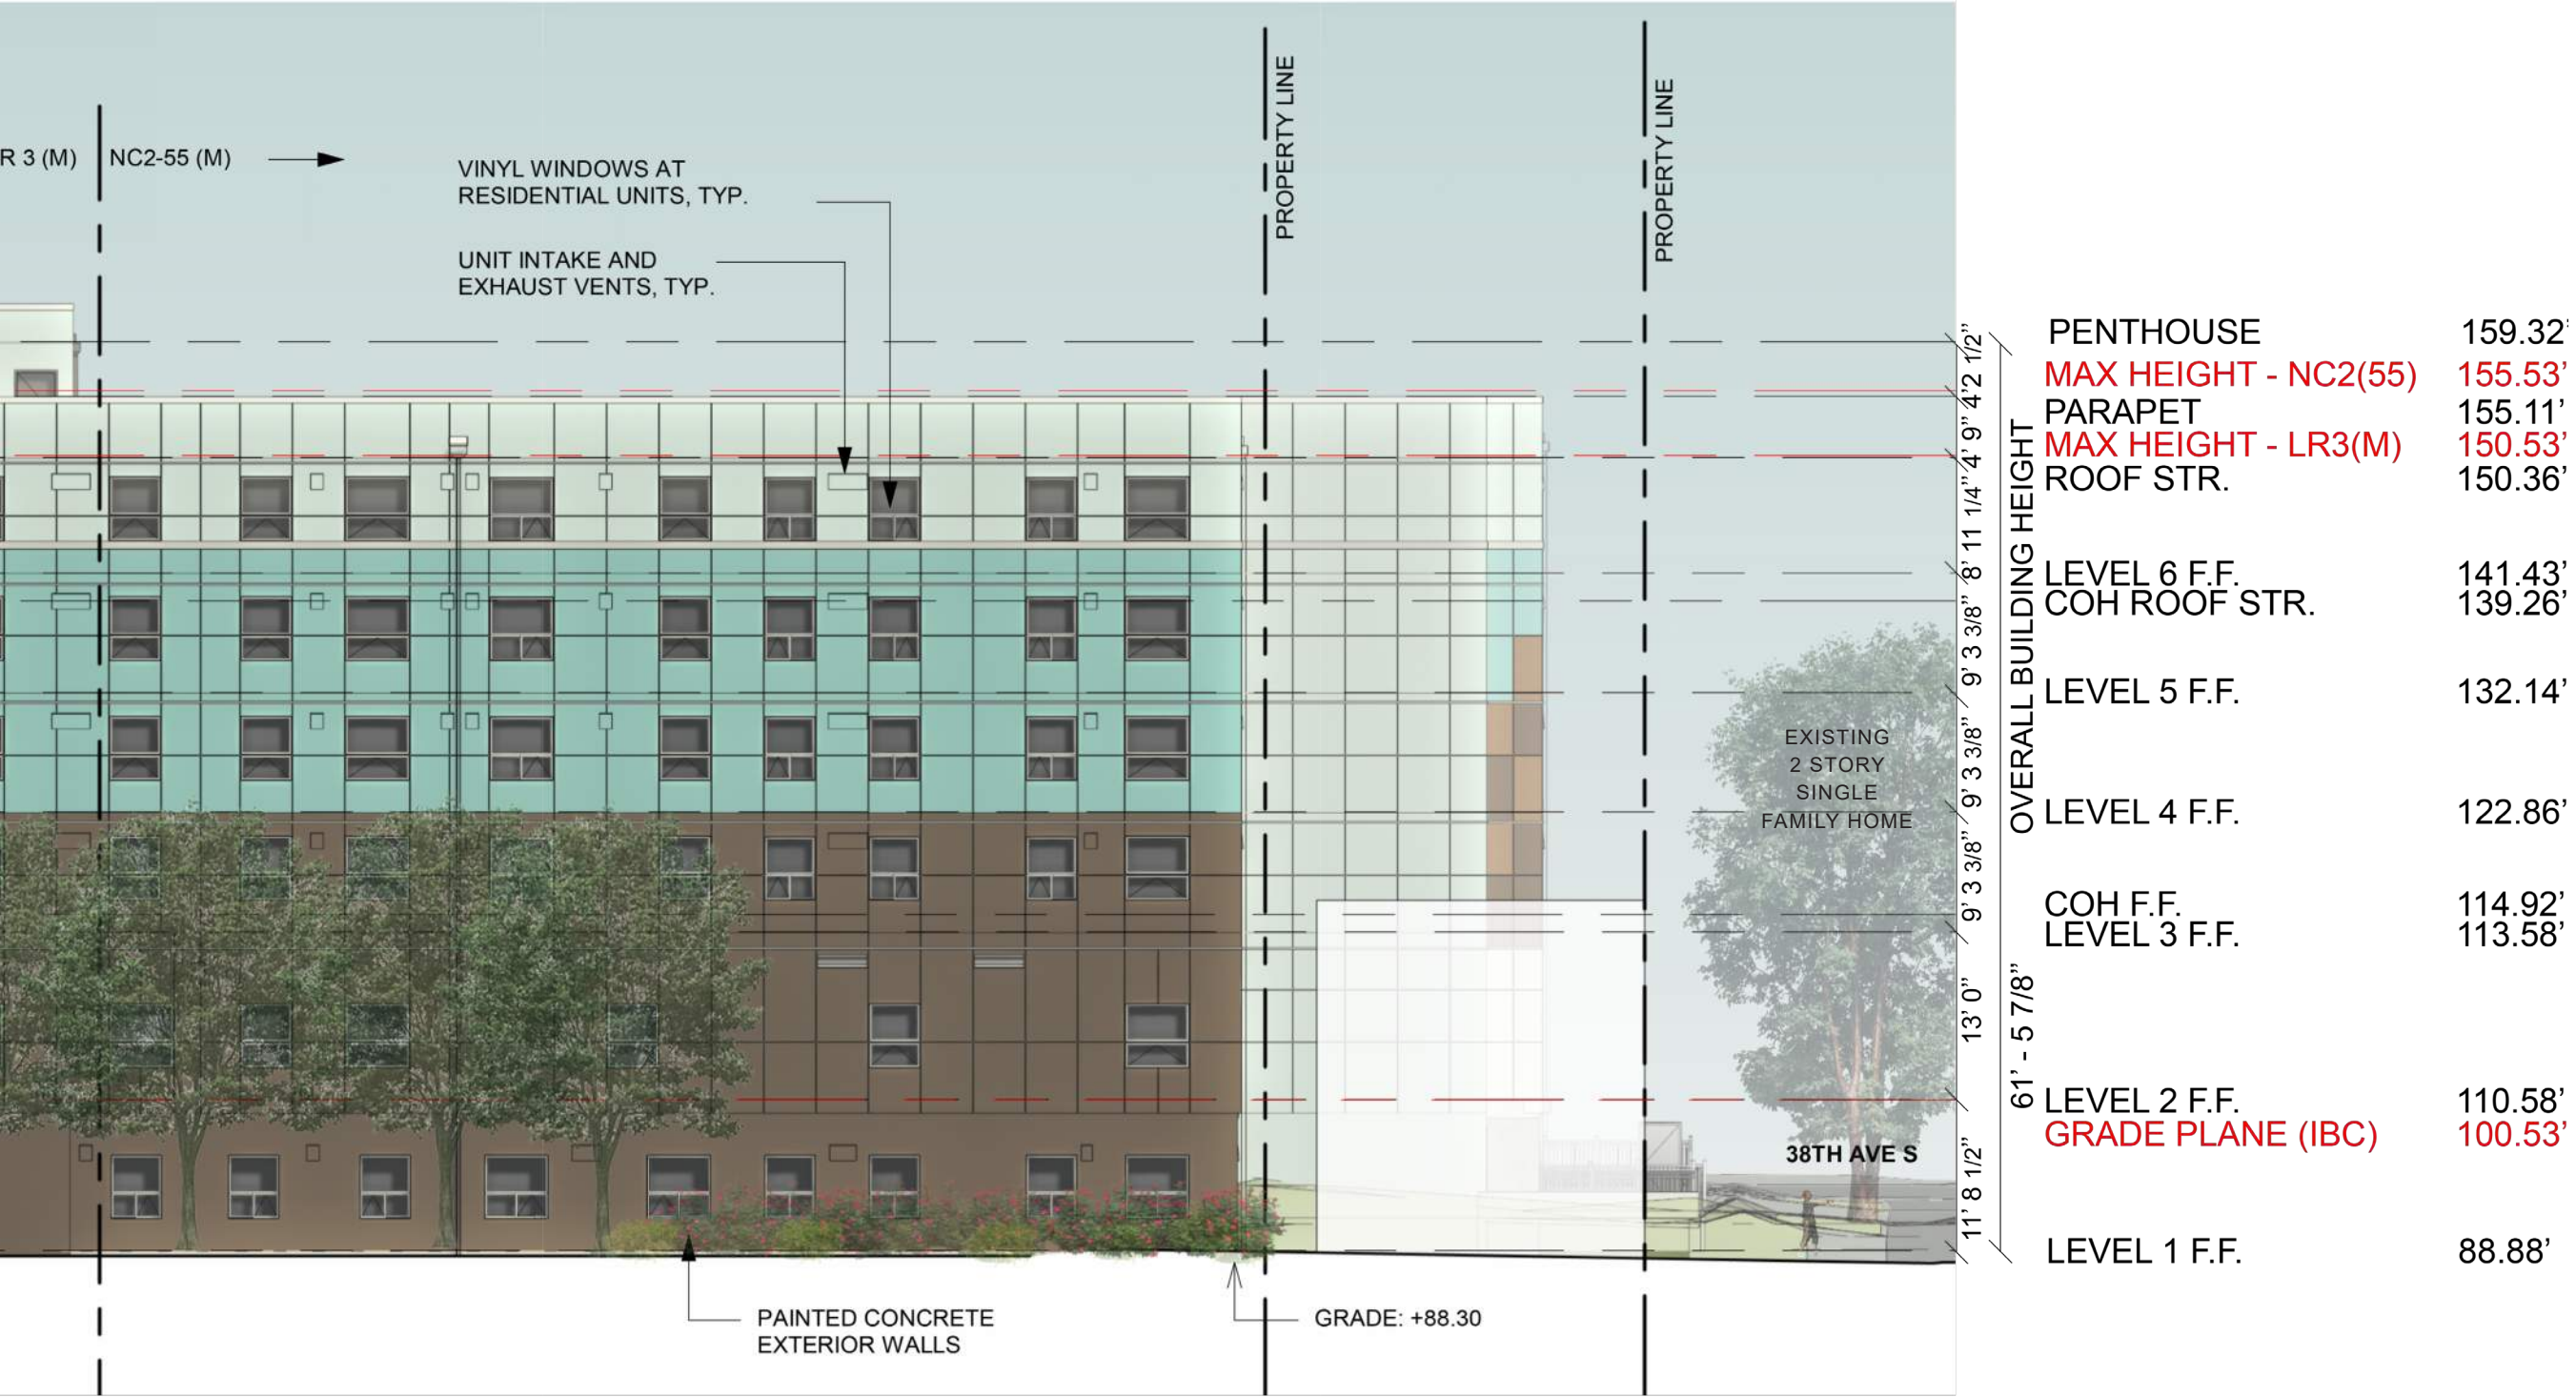 R 3 (M)
NC2-55 (M)
VINYL WINDOWS AT
RESIDENTIAL UNITS, TYP.
UNIT INTAKE AND
EXHAUST VENTS, TYP.
PROPERTY LINE
PROPERTY LINE
4'2 1/2"
4' 9"
8' 11 1/4"
9' 3 3/8"
9' 3 3/8"
9' 3 3/8"
13' 0"
11' 8 1/2"
OVERALL BUILDING HEIGHT
61' - 5 7/8"
PENTHOUSE 159.32'
MAX HEIGHT - NC2(55) 155.53'
PARAPET 155.11'
MAX HEIGHT - LR3(M) 150.53'
ROOF STR. 150.36'
LEVEL 6 F.F. 141.43'
COH ROOF STR. 139.26'
LEVEL 5 F.F. 132.14'
LEVEL 4 F.F. 122.86'
COH F.F. 114.92'
LEVEL 3 F.F. 113.58'
LEVEL 2 F.F. 110.58'
GRADE PLANE (IBC) 100.53'
LEVEL 1 F.F. 88.88'
EXISTING
2 STORY
SINGLE
FAMILY HOME
38TH AVE S
PAINTED CONCRETE
EXTERIOR WALLS
GRADE: +88.30